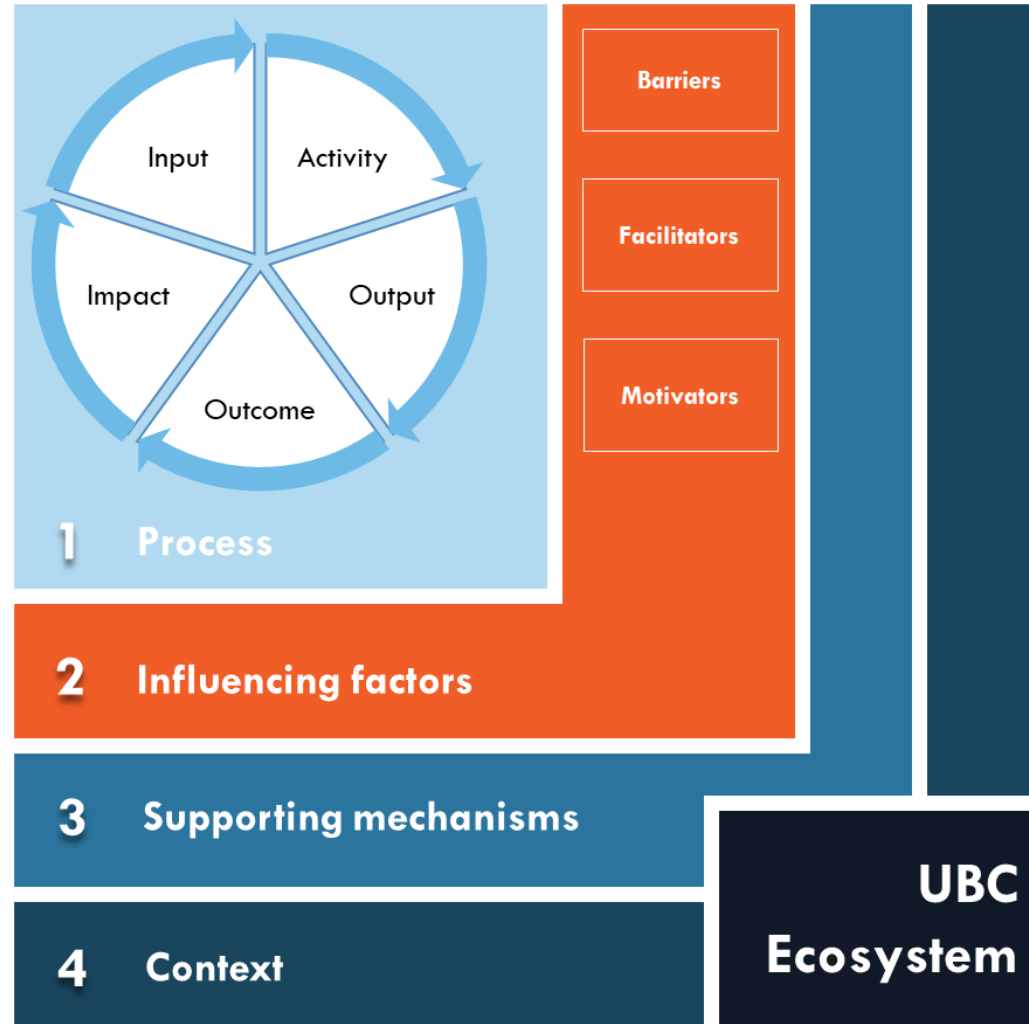 Input
Activity
Impact
Output
Outcome
1 Process
Barriers
Facilitators
Motivators
2 Influencing factors
3 Supporting mechanisms
4 Context
UBC
Ecosystem